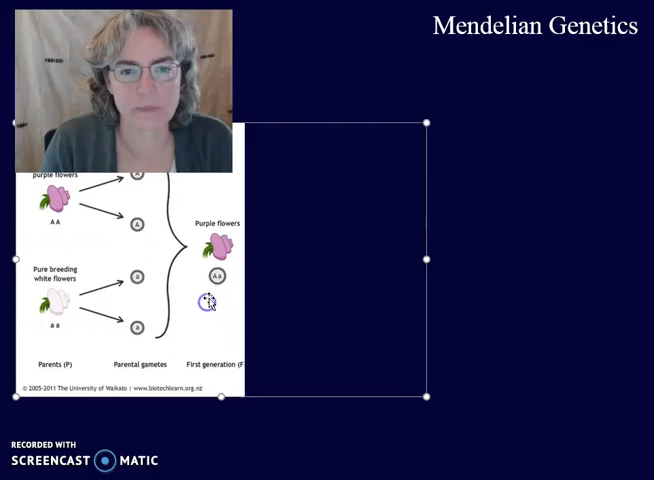 Mendelian Genetics
purple flowers
A
A A
A
Purple flowers
Aa
Pure breeding
white flowers
a
a a
a
Parents (P)
Parental gametes
First generation (F
© 2005-2011 The University of Waikato | www.biotechlearn.org.nz
RECORDED WITH
SCREENCAST MATIC